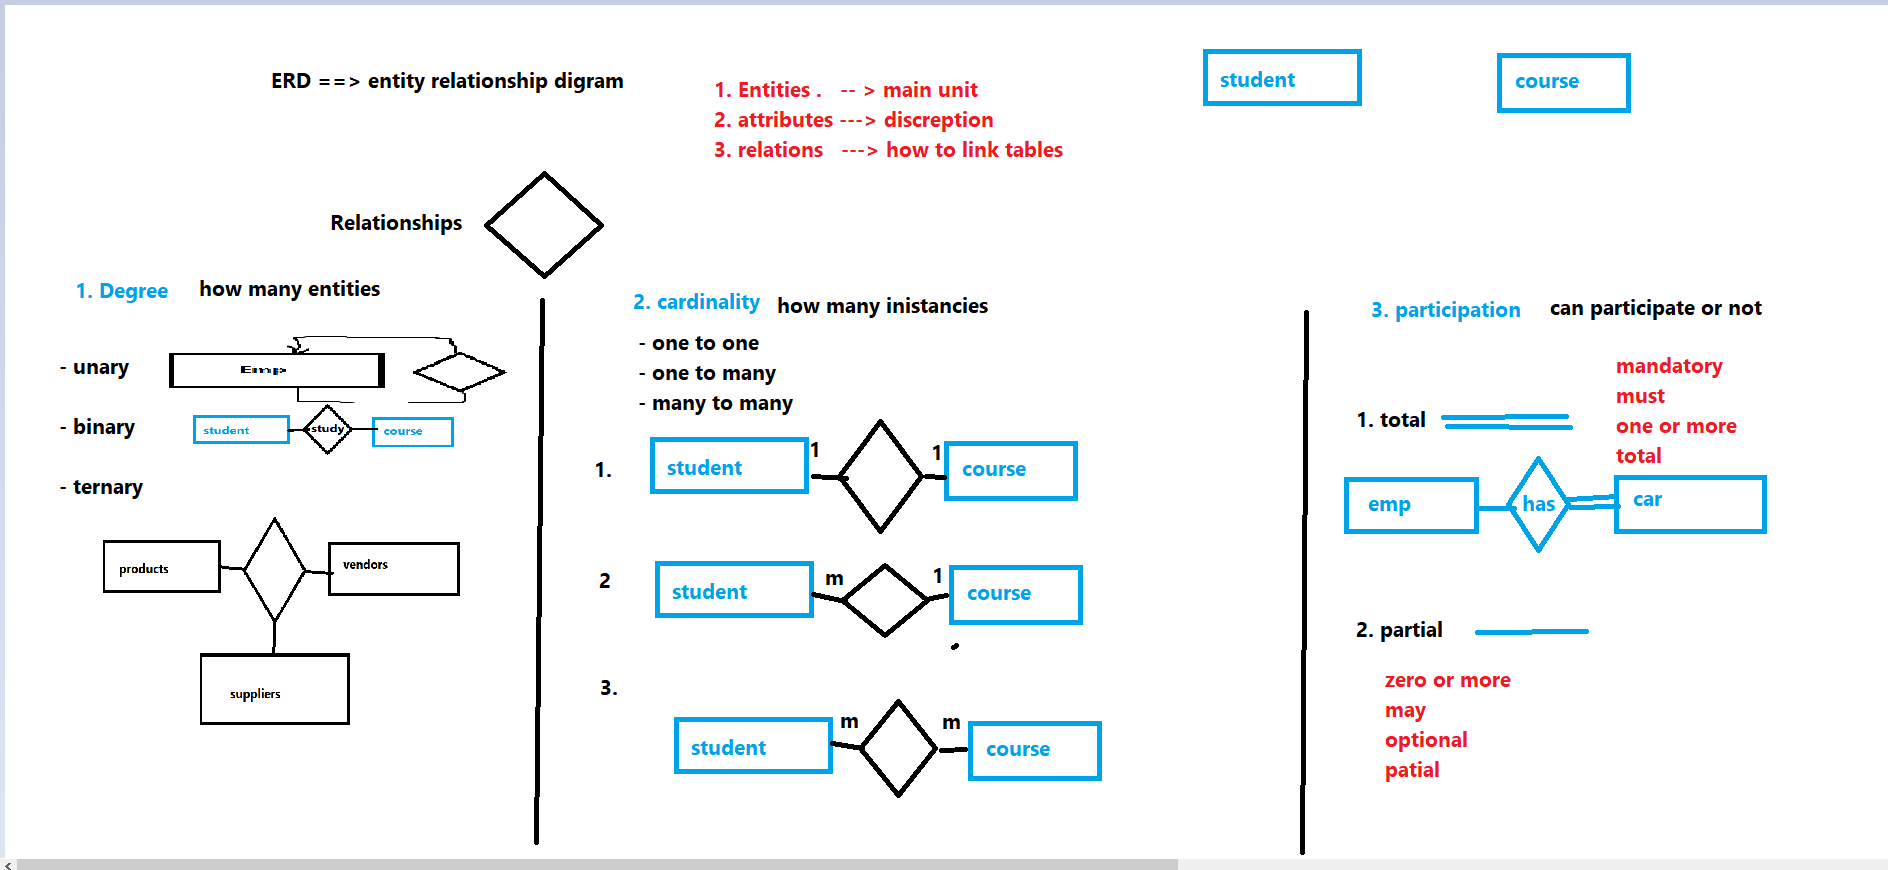 ERD ==> entity relationship digram
1. Entities . -- > main unit
2. attributes ---> discreption
3. relations ---> how to link tables
student
course
Relationships
1. Degree how many entities
- unary
Emp
- binary
student
study
course
- ternary
products
vendors
suppliers
2. cardinality how many inistancies
- one to one
- one to many
- many to many
1.
student
1
1
course
2
student
m
1
course
3.
student
m
m
course
3. participation can participate or not
mandatory
must
one or more
total
1. total
emp
has
car
2. partial
zero or more
may
optional
patial